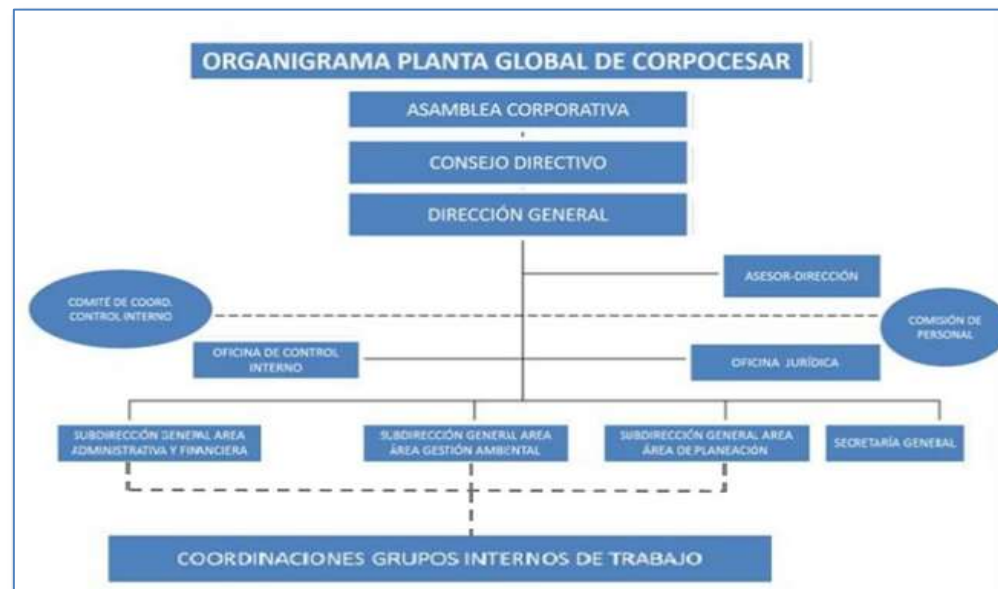 ORGANIGRAMA PLANTA GLOBAL DE CORPOCESAR
ASAMBLEA CORPORATIVA
CONSEJO DIRECTIVO
DIRECCIÓN GENERAL
ASESOR-DIRECCIÓN
COMITÉ DE COORD.
CONTROL INTERNO
COMISIÓN DE
PERSONAL
OFICINA DE CONTROL
INTERNO
OFICINA JURÍDICA
SUBDIRECCIÓN GENERAL AREA
ADMINISTRATIVA Y FINANCIERA
SUBDIRECCIÓN GENERAL AREA
ÁREA GESTIÓN AMBIENTAL
SUBDIRECCIÓN GENERAL AREA
ÁREA DE PLANEACIÓN
SECRETARÍA GENERAL
COORDINACIONES GRUPOS INTERNOS DE TRABAJO